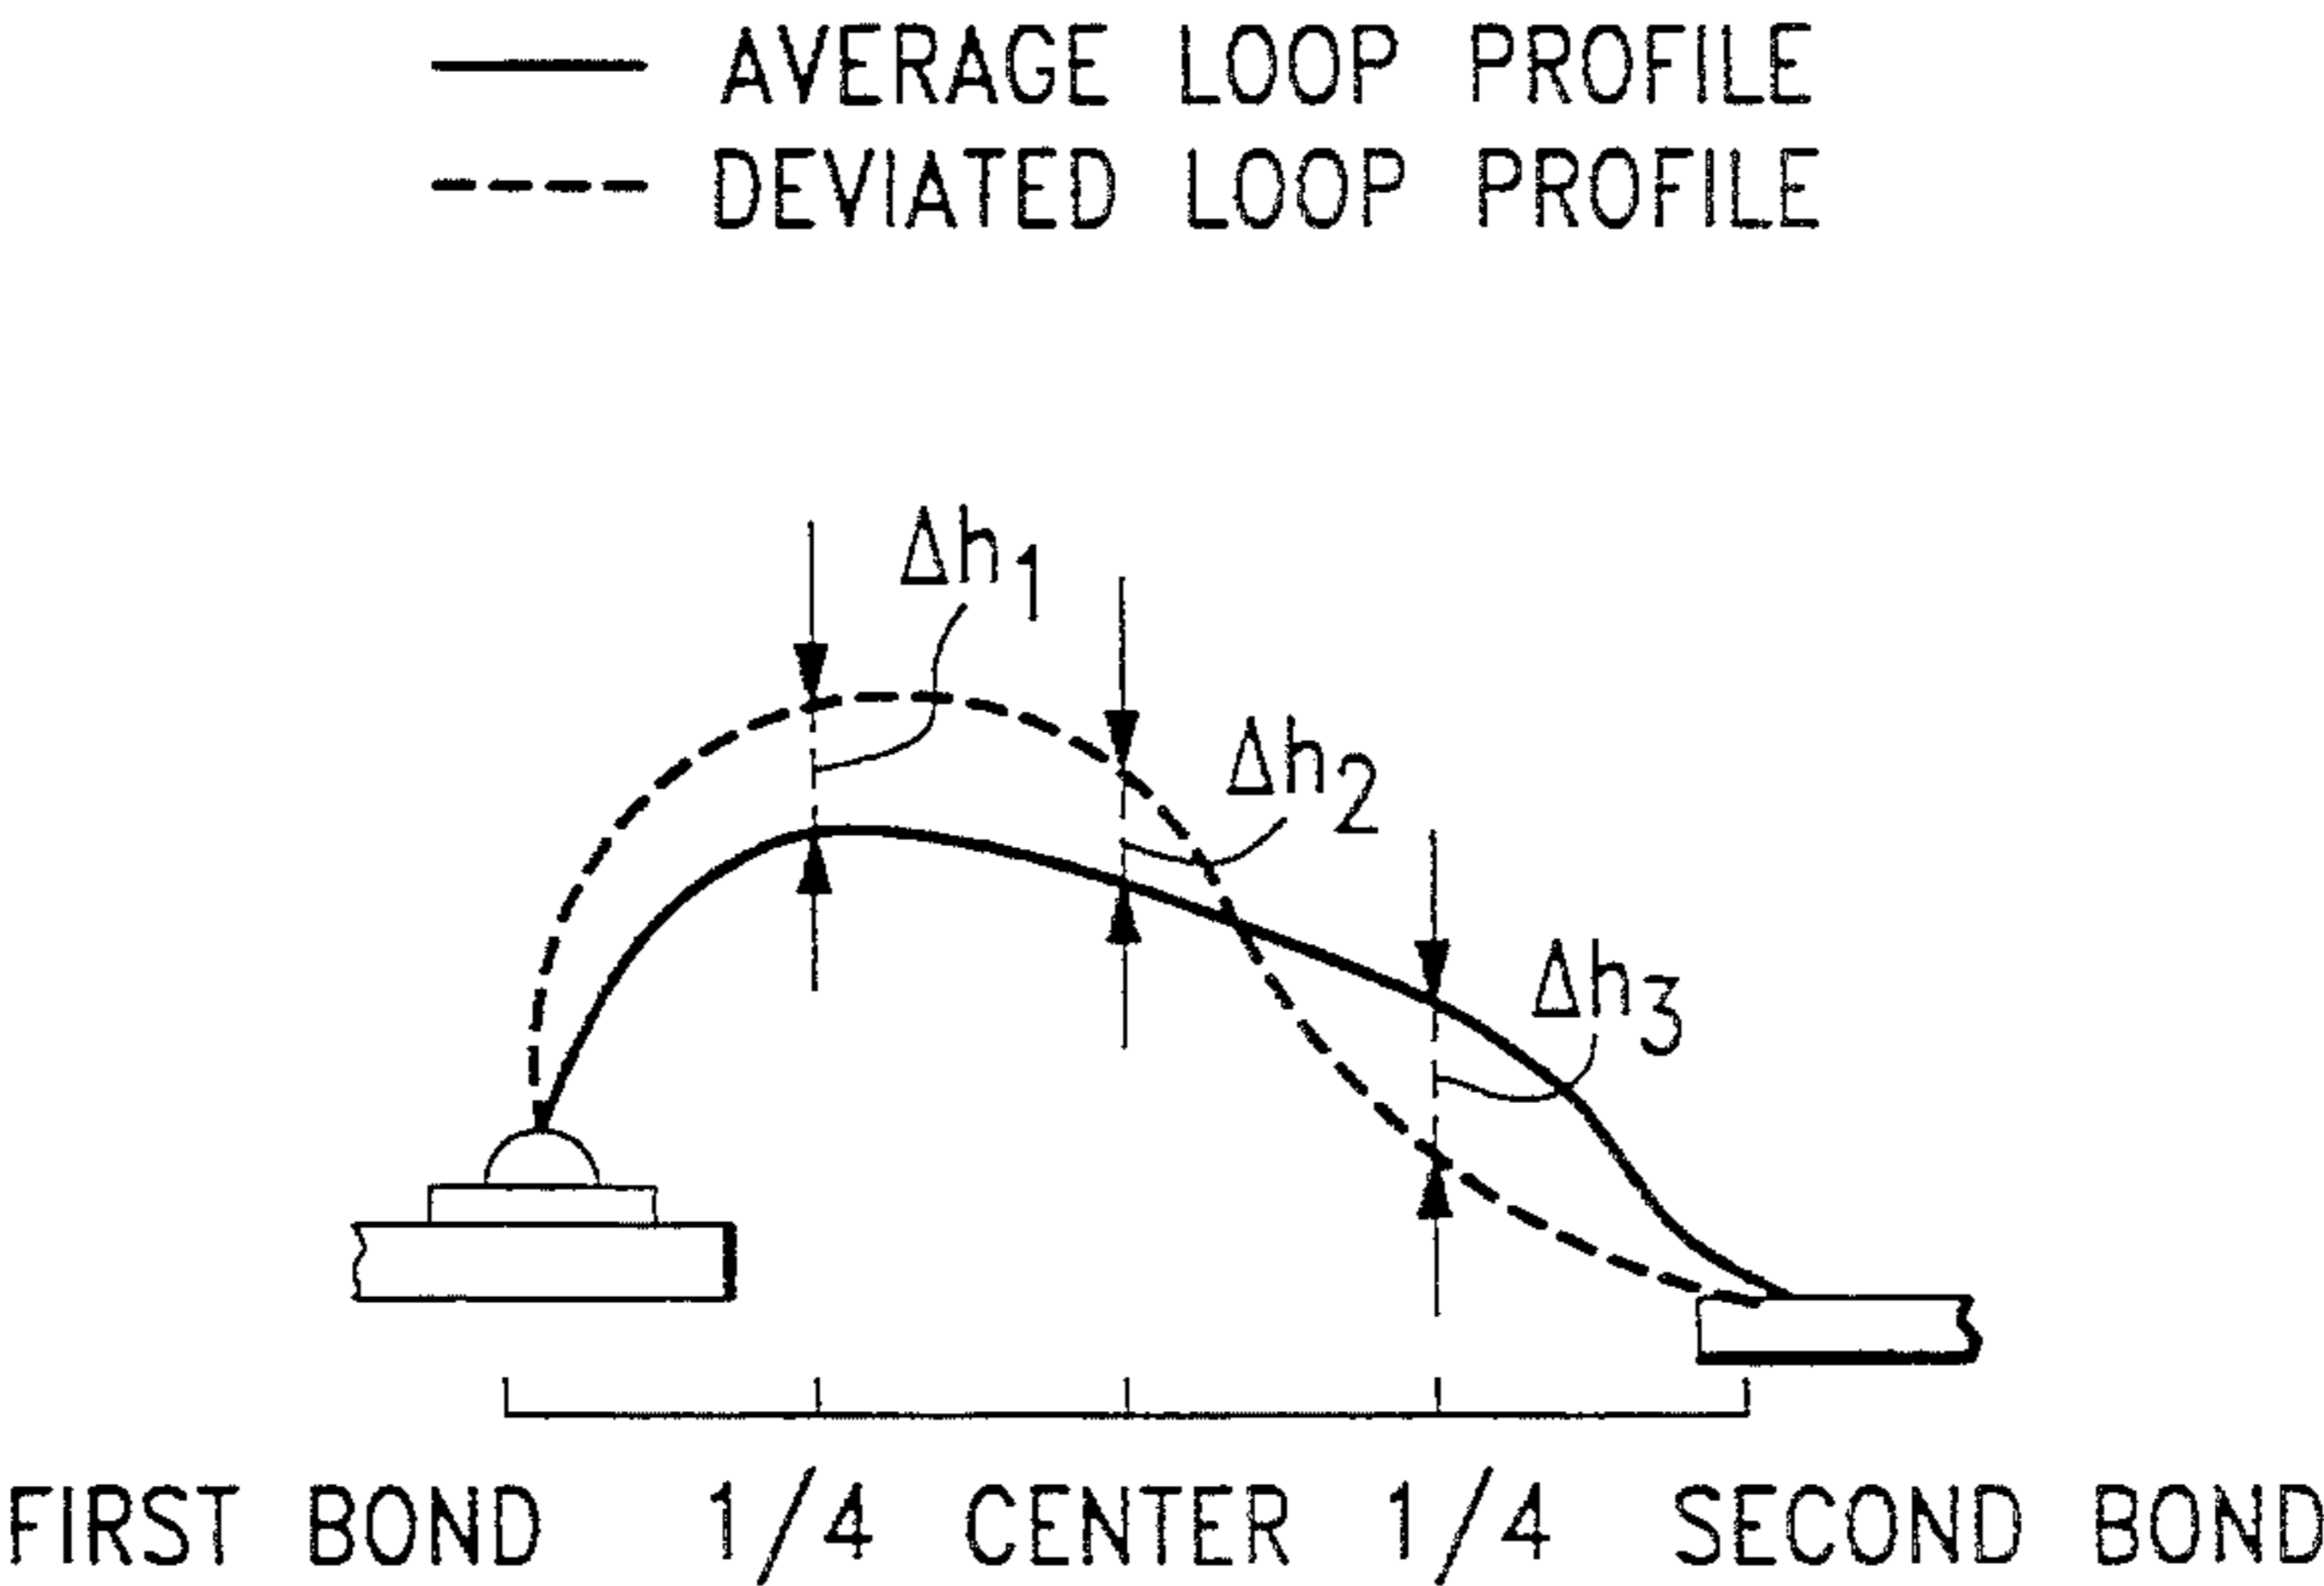 AVERAGE LOOP PROFILE
DEVIATED LOOP PROFILE
Δh1
Δh2
Δh3
FIRST BOND 1/4 CENTER 1/4 SECOND BOND